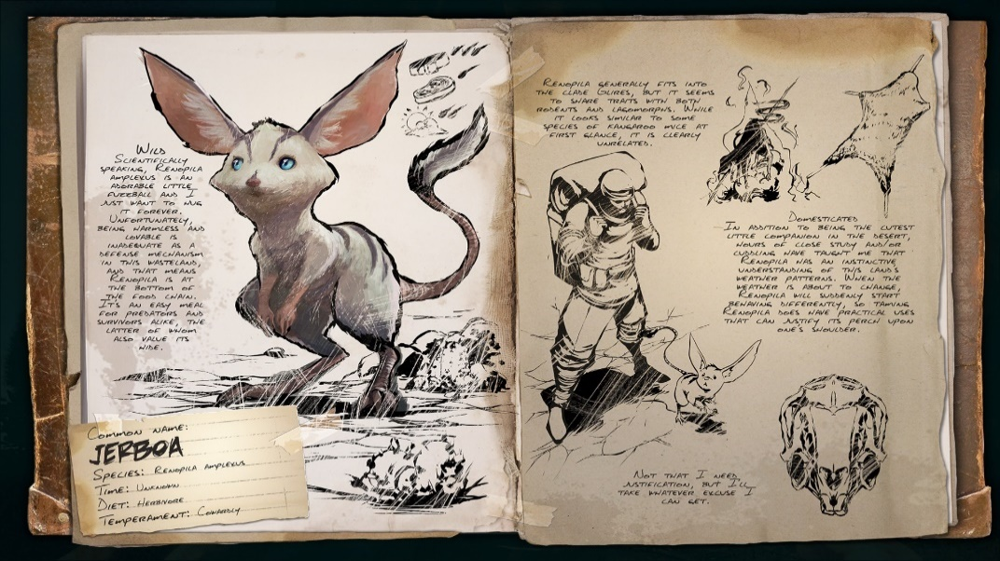 Wild
Scientifically
speaking, Renopila
amplexus is an
adorable little
fuzzball and I
just want to hug
it forever.
Unfortunately,
being harmless and
lovable is
inadequate as a
defense mechanism
in this wasteland,
and that means
Renopila is at
the bottom of
the food chain.
It's an easy meal
for predators and
survivors alike, the
latter of whom
also value its
hide.
Common name:
Jerboa
Species: Renopila amplexus
Time: Unknown
Diet: Herbivore
Temperament: Cowardly
Renopila generally fits into
the clade Glires, but it seems
to share traits with both
rodents and lagomorphs. While
it looks similar to some
species of kangaroo mice at
first glance, it is clearly
unrelated.
Domesticated
In addition to being the cutest
little companion in the desert,
hours of close study and/or
cuddling have taught me that
Renopila has an instinctive
understanding of this land's
weather patterns. When the
weather is about to change,
Renopila will suddenly start
behaving differently, so taming
Renopila does have practical uses
that can justify its perch upon
one's shoulder.
Not that I need
justification, but I'll
take whatever excuse I
can get.